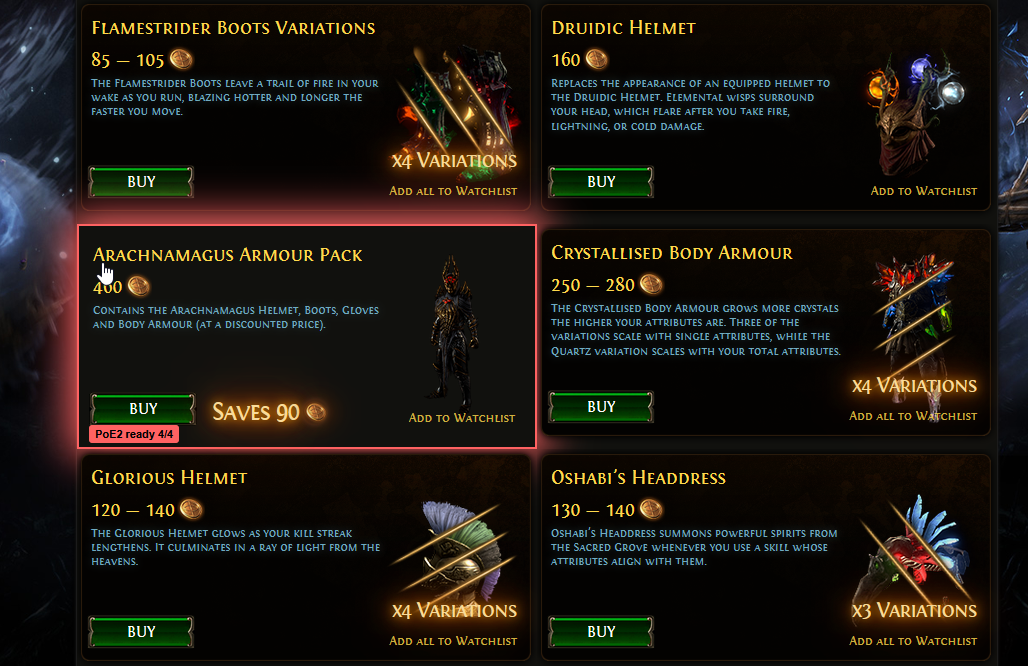 Flamestrider Boots Variations
85 — 105
The Flamestrider Boots leave a trail of fire in your
wake as you run, blazing hotter and longer the
faster you move.
x4 Variations
BUY
Add all to Watchlist
Druidic Helmet
160
Replaces the appearance of an equipped helmet to
the Druidic Helmet. Elemental wisps surround
your head, which flare after you take fire,
lightning, or cold damage.
BUY
Add to Watchlist
Arachnamagus Armour Pack
400
Contains the Arachnamagus Helmet, Boots, Gloves
and Body Armour (at a discounted price).
BUY
Saves 90
Add to Watchlist
PoE2 ready 4/4
Crystallised Body Armour
250 — 280
The Crystallised Body Armour grows more crystals
the higher your attributes are. Three of the
variations scale with single attributes, while the
Quartz variation scales with your total attributes.
x4 Variations
BUY
Add all to Watchlist
Glorious Helmet
120 — 140
The Glorious Helmet glows as your kill streak
lengthens. It culminates in a ray of light from the
heavens.
x4 Variations
BUY
Add all to Watchlist
Oshabi's Headdress
130 — 140
Oshabi's Headdress summons powerful spirits from
the Sacred Grove whenever you use a skill whose
attributes align with them.
x3 Variations
BUY
Add all to Watchlist